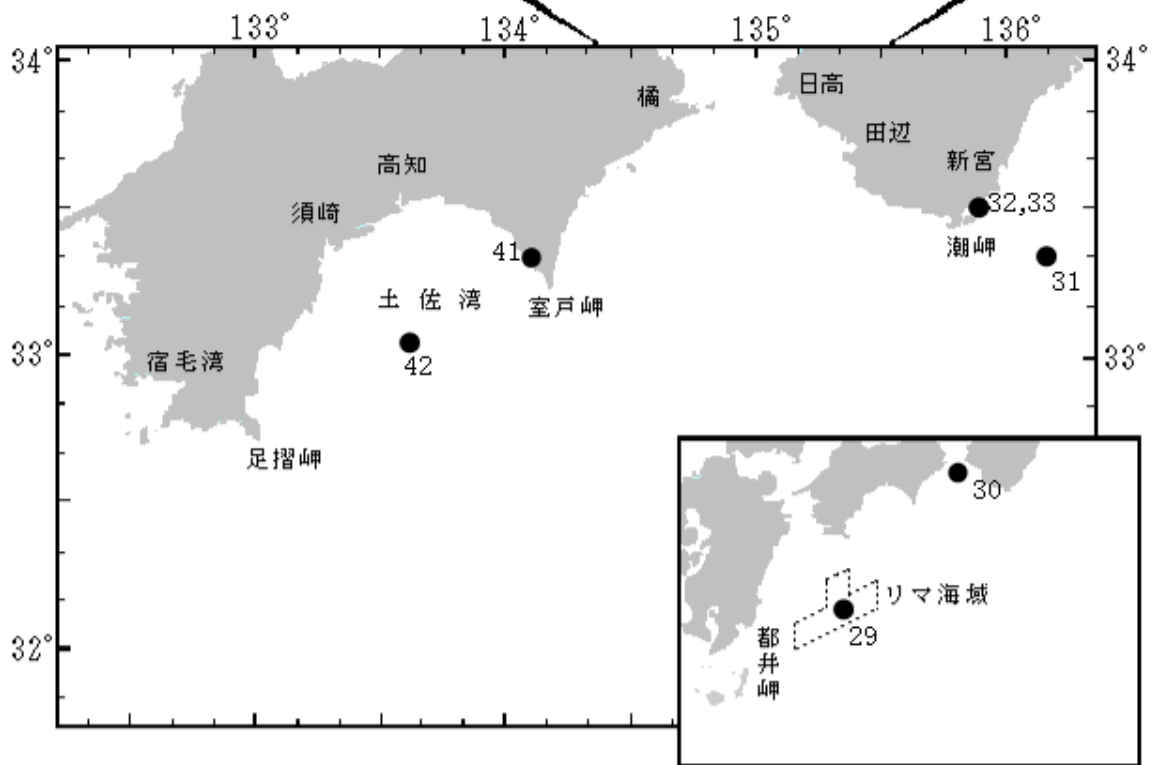 133° 134° 135° 136°
34° 34°
橘
日高
田辺
高知
新宮
須崎
32,33
潮岬
41
31
土佐湾
室戸岬
33° 33°
宿毛湾
42
足摺岬
30
リマ海域
29
都井岬
32°